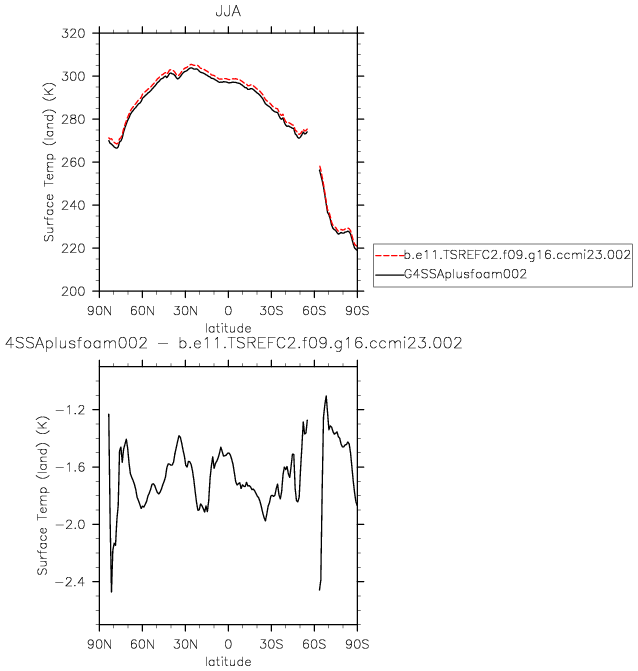 JJA
320
300
280
260
240
220
200
Surface Temp (land) (K)
90N 60N 30N 0 30S 60S 90S
latitude
b.e11.TSREFC2.f09.g16.ccmi23.002
G4SSAplusfoam002
4SSAplusfoam002 − b.e11.TSREFC2.f09.g16.ccmi23.002
−1.2
−1.6
−2.0
−2.4
Surface Temp (land) (K)
90N 60N 30N 0 30S 60S 90S
latitude